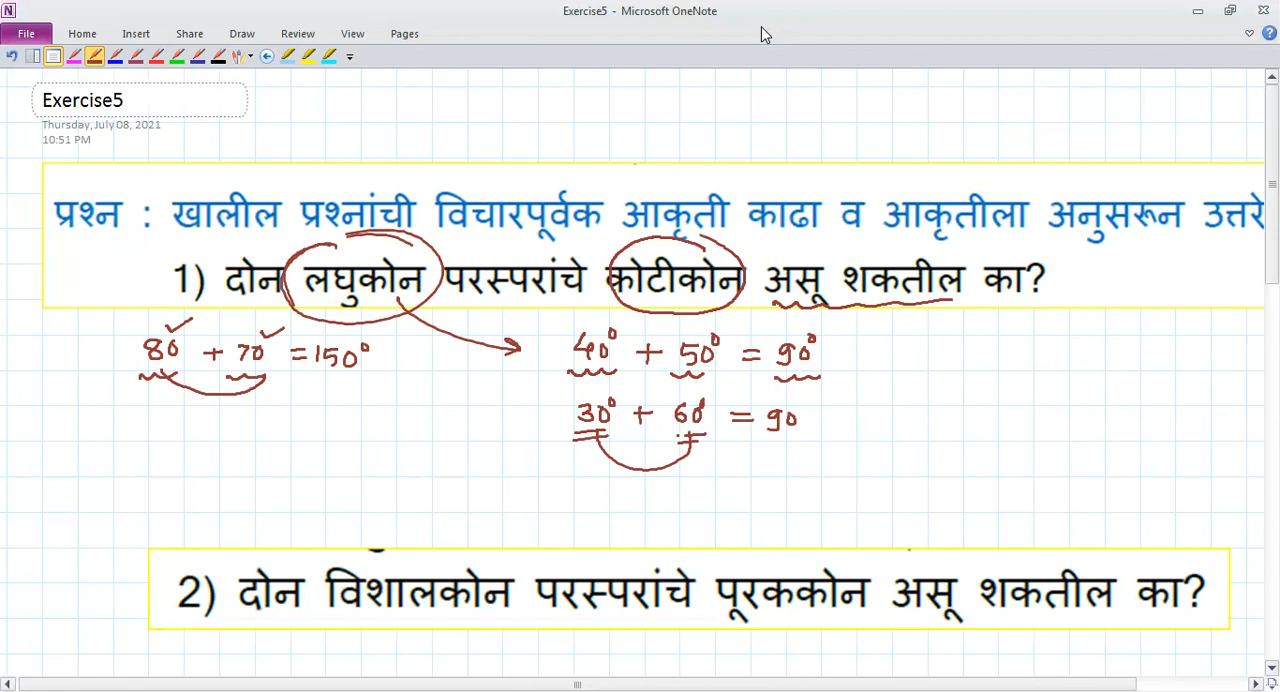 Exercise5 - Microsoft OneNote
File Home Insert Share Draw Review View Pages
Exercise5
Thursday, July 08, 2021
10:51 PM
प्रश्न : खालील प्रश्नांची विचारपूर्वक आकृती काढा व आकृतीला अनुसरून उत्तरे
1) दोन लघुकोन परस्परांचे कोटीकोन असू शकतील का?
80 + 70 = 150°
40° + 50° = 90°
30° + 60° = 90
2) दोन विशालकोन परस्परांचे पूरककोन असू शकतील का?